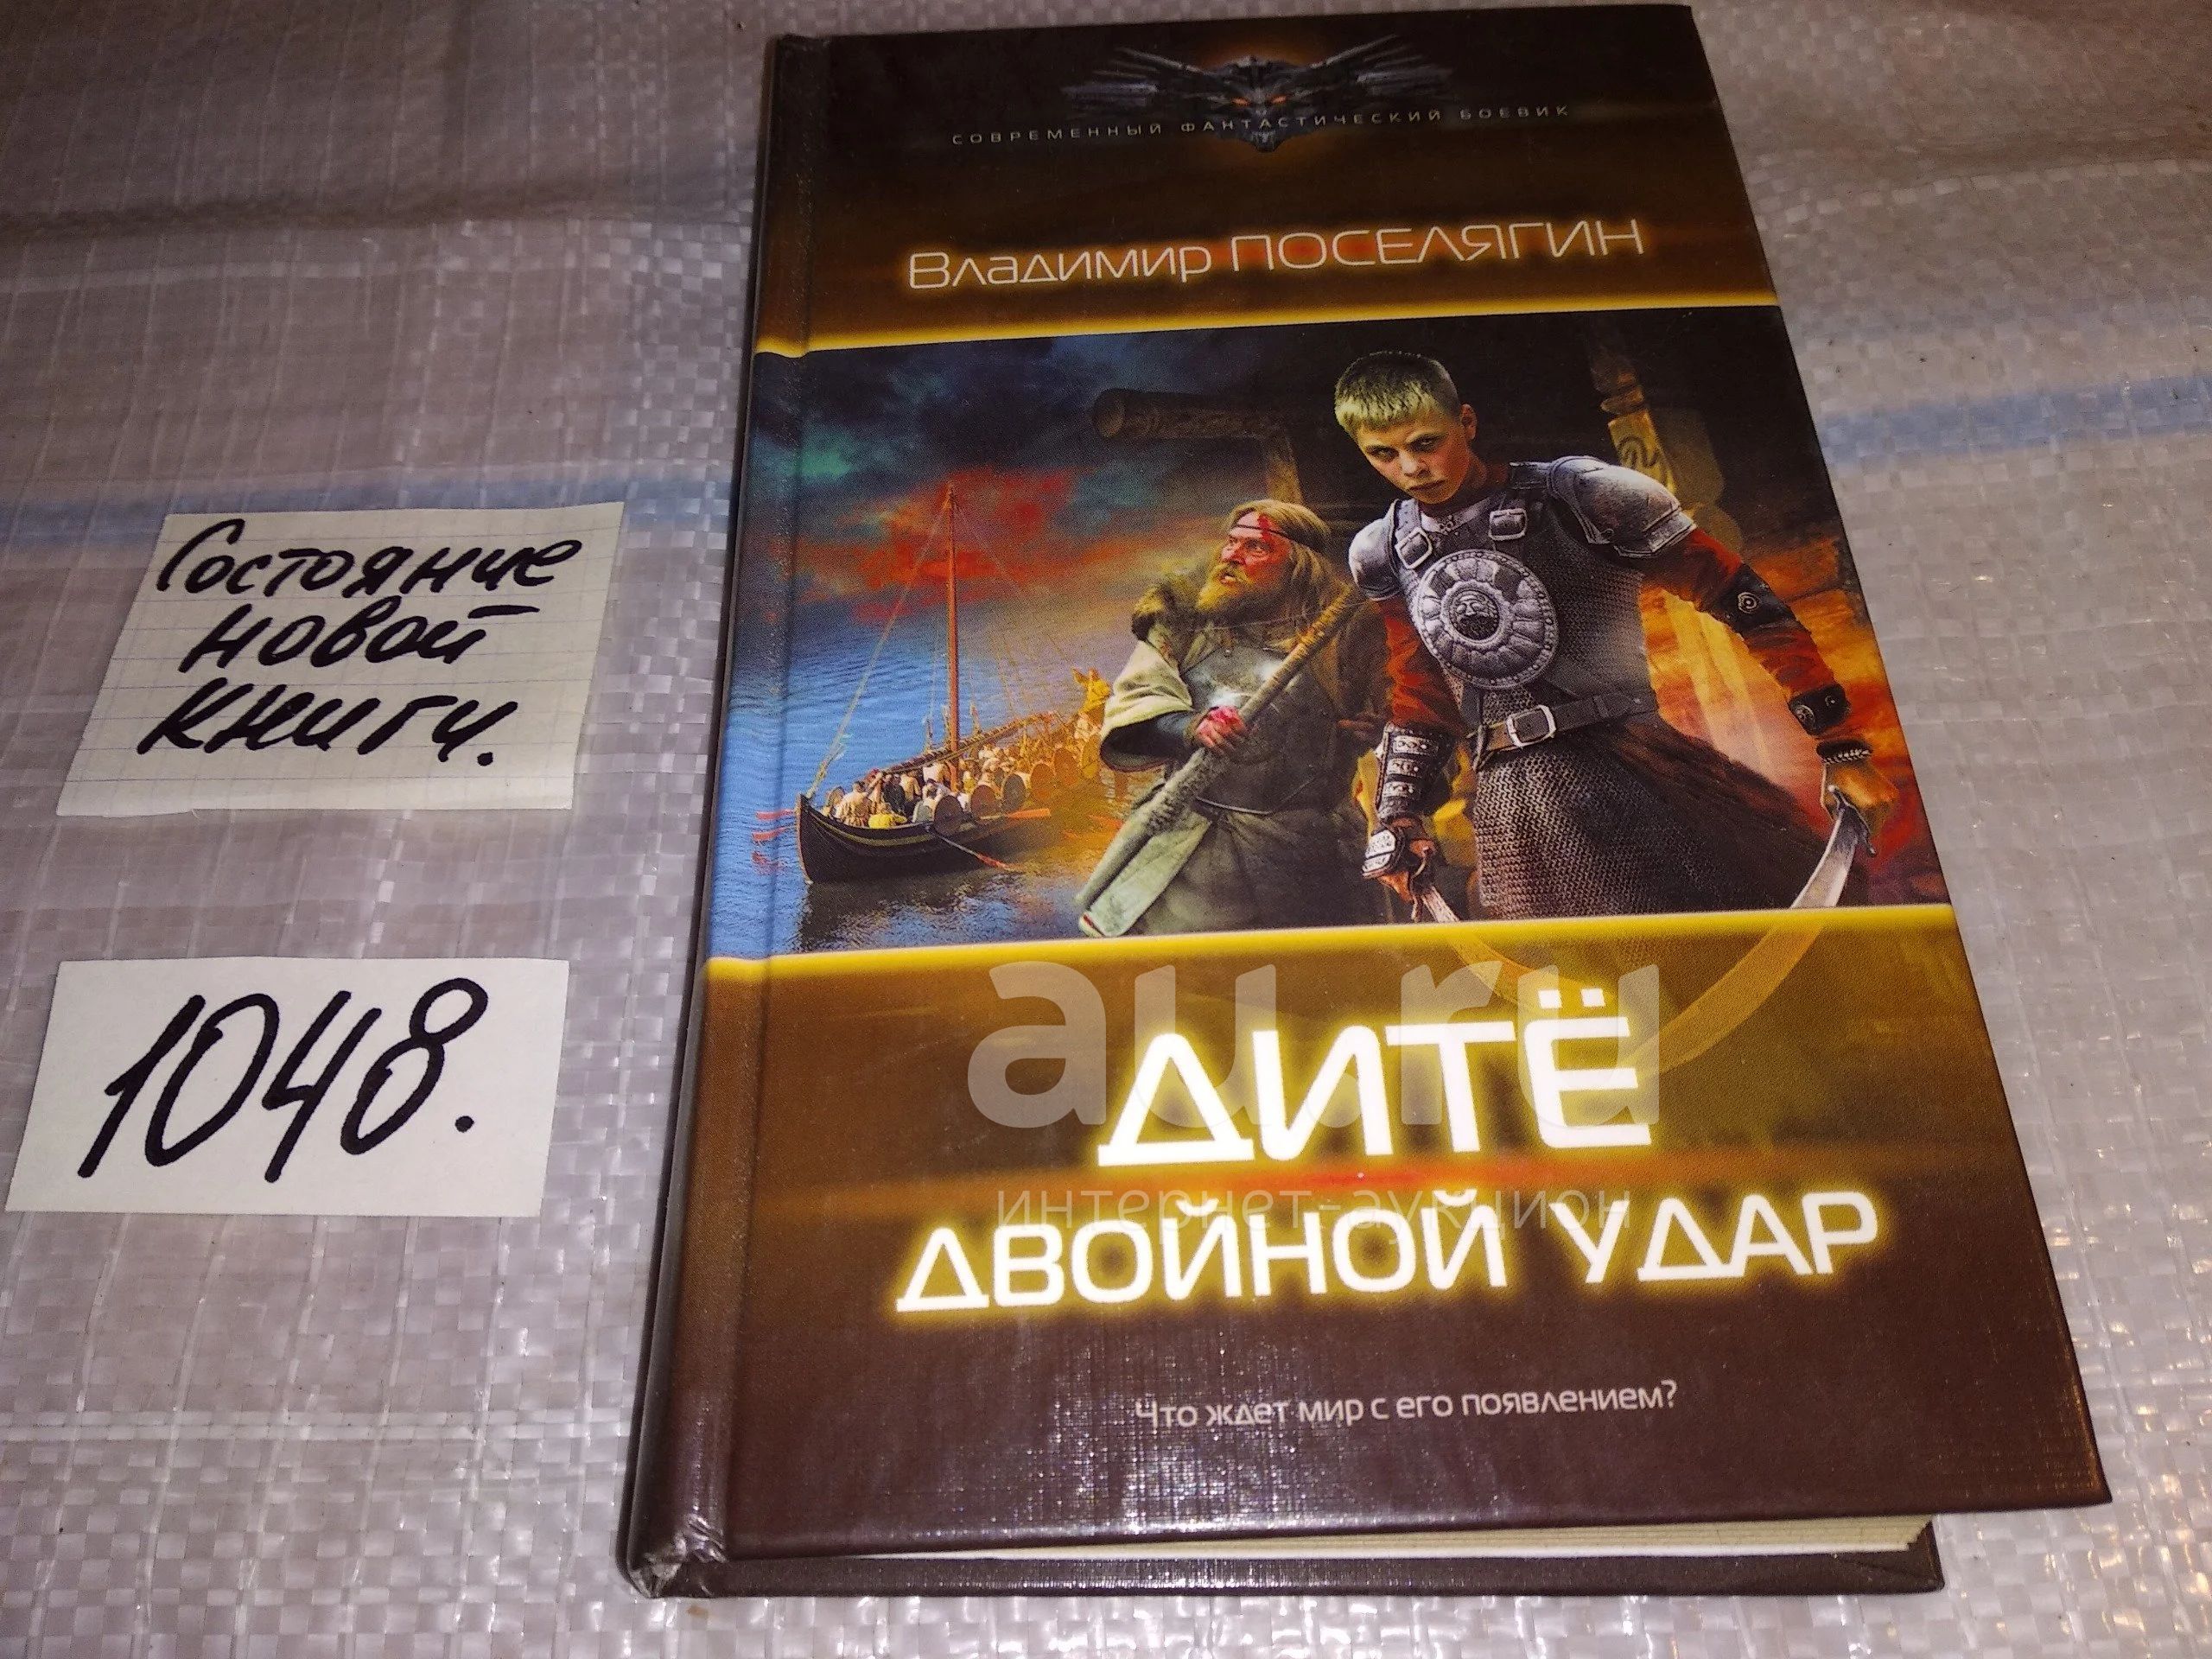 СОВРЕМЕННЫЙ ФАНТАСТИЧЕСКИЙ БОЕВИК
Владимир ПОСЕЛЯГИН
Состояние
новой
книги.
1048.
au.ru
ДИТЁ
интернет-аукцион
ДВОЙНОЙ УДАР
Что ждет мир с его появлением?